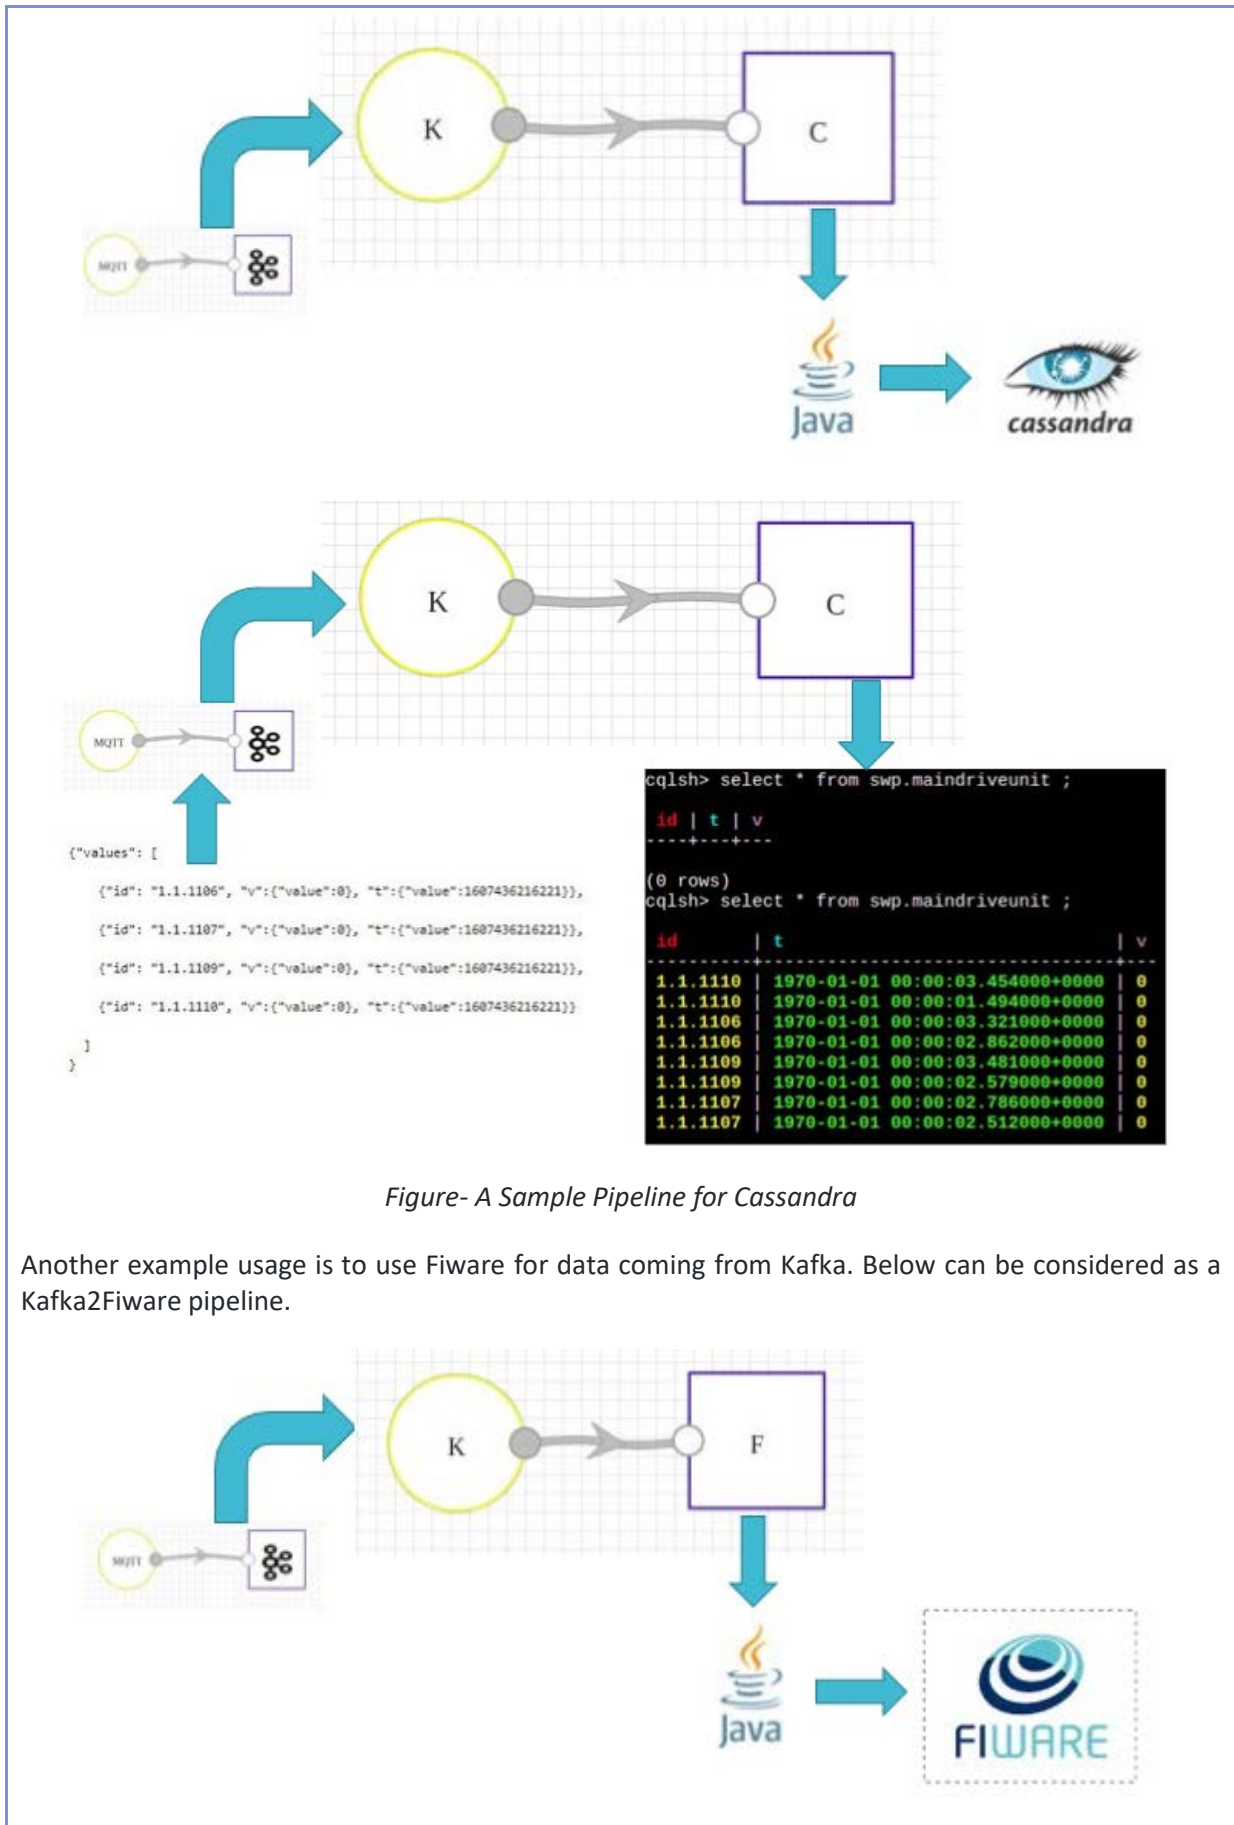 K
C
MQTT
Java
cassandra
K
C
MQTT
cqlsh> select * from swp.maindriveunit ;
id | t | v
----+---+---
(0 rows)
cqlsh> select * from swp.maindriveunit ;
id | t | v
----------+---------------------------------+---
1.1.1110 | 1970-01-01 00:00:03.454000+0000 | 0
1.1.1110 | 1970-01-01 00:00:01.494000+0000 | 0
1.1.1106 | 1970-01-01 00:00:03.321000+0000 | 0
1.1.1106 | 1970-01-01 00:00:02.862000+0000 | 0
1.1.1109 | 1970-01-01 00:00:03.481000+0000 | 0
1.1.1109 | 1970-01-01 00:00:02.579000+0000 | 0
1.1.1107 | 1970-01-01 00:00:02.786000+0000 | 0
1.1.1107 | 1970-01-01 00:00:02.512000+0000 | 0
{"values": [
{"id": "1.1.1106", "v":{"value":0}, "t":{"value":1607436216221}},
{"id": "1.1.1107", "v":{"value":0}, "t":{"value":1607436216221}},
{"id": "1.1.1109", "v":{"value":0}, "t":{"value":1607436216221}},
{"id": "1.1.1110", "v":{"value":0}, "t":{"value":1607436216221}}
]
}
Figure- A Sample Pipeline for Cassandra
Another example usage is to use Fiware for data coming from Kafka. Below can be considered as a
Kafka2Fiware pipeline.
K
F
MQTT
Java
FIWARE